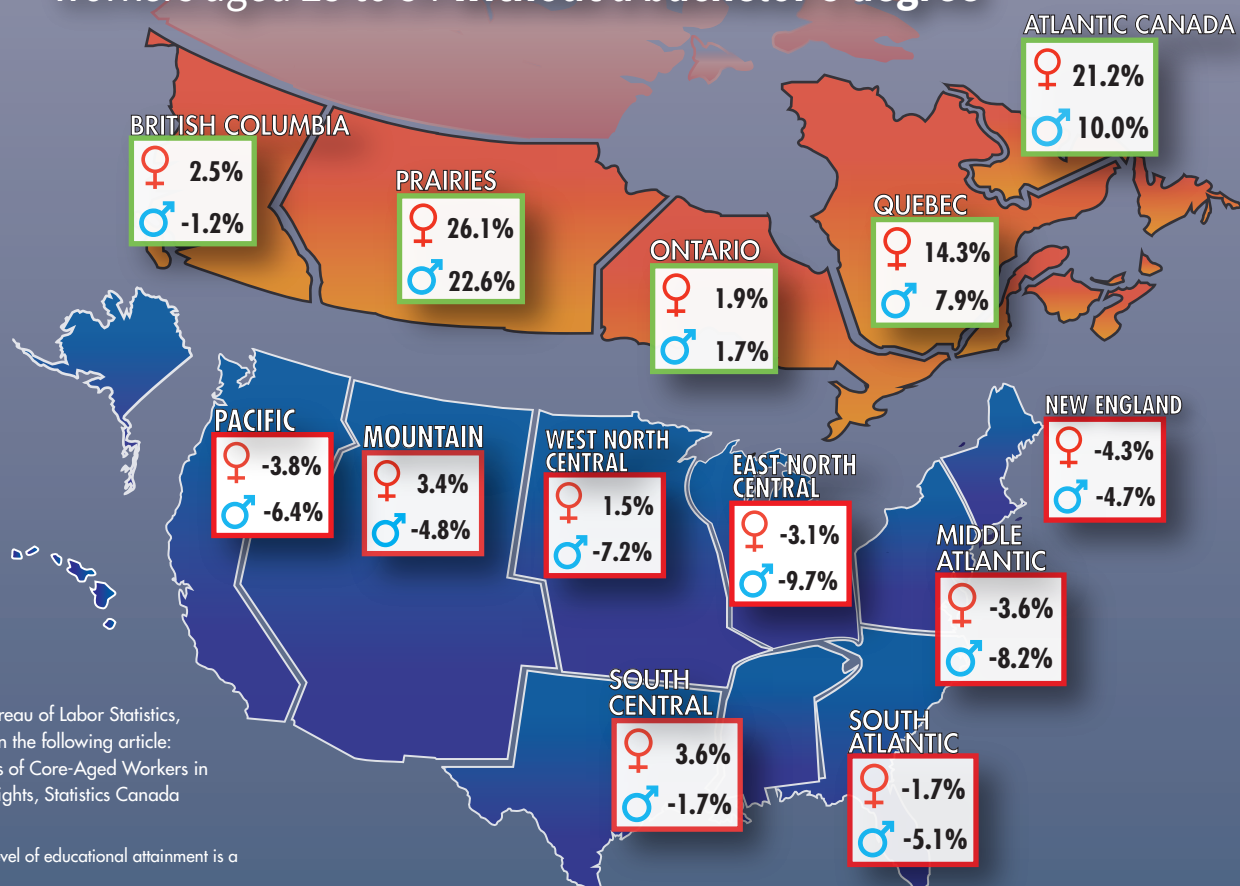 ATLANTIC CANADA
♀ 21.2%
♂ 10.0%
BRITISH COLUMBIA
♀ 2.5%
♂ -1.2%
PRAIRIES
♀ 26.1%
♂ 22.6%
ONTARIO
♀ 1.9%
♂ 1.7%
QUEBEC
♀ 14.3%
♂ 7.9%
PACIFIC
♀ -3.8%
♂ -6.4%
MOUNTAIN
♀ 3.4%
♂ -4.8%
WEST NORTH
CENTRAL
♀ 1.5%
♂ -7.2%
EAST NORTH
CENTRAL
♀ -3.1%
♂ -9.7%
NEW ENGLAND
♀ -4.3%
♂ -4.7%
MIDDLE
ATLANTIC
♀ -3.6%
♂ -8.2%
SOUTH
CENTRAL
♀ 3.6%
♂ -1.7%
SOUTH
ATLANTIC
♀ -1.7%
♂ -5.1%
reau of Labor Statistics,
n the following article:
s of Core-Aged Workers in
ights, Statistics Canada
vel of educational attainment is a